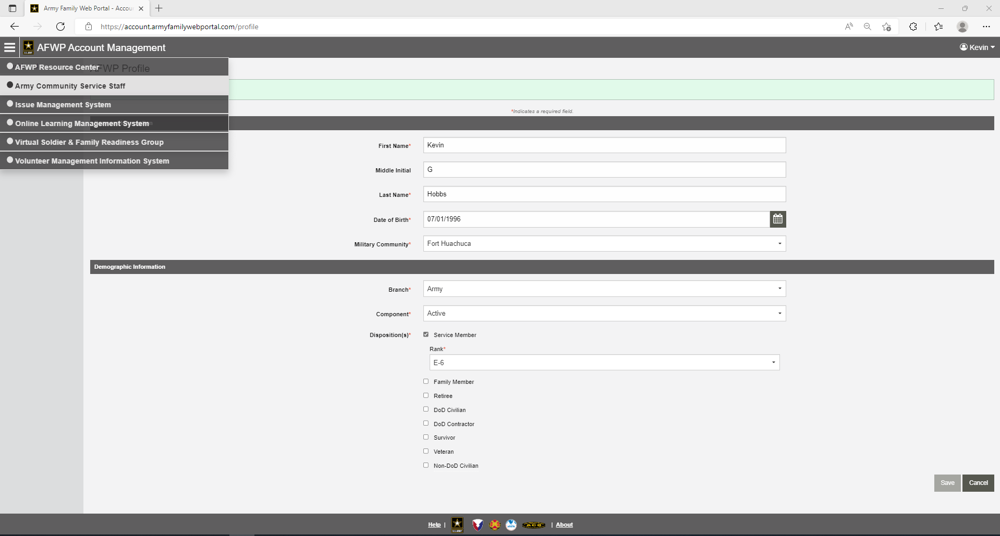 Army Family Web Portal - Accou
https://account.armyfamilywebportal.com/profile
AFWP Account Management
Kevin
AFWP Resource Center
AFWP Profile
Army Community Service Staff
Issue Management System
*Indicates a required field.
Online Learning Management System
Virtual Soldier & Family Readiness Group
Volunteer Management Information System
First Name* Kevin
Middle Initial G
Last Name* Hobbs
Date of Birth* 07/01/1996
Military Community* Fort Huachuca
Demographic Information
Branch* Army
Component* Active
Disposition(s)* Service Member
Rank*
E-6
Family Member
Retiree
DoD Civilian
DoD Contractor
Survivor
Veteran
Non-DoD Civilian
Save Cancel
Help | U.S.ARMY ACS | About